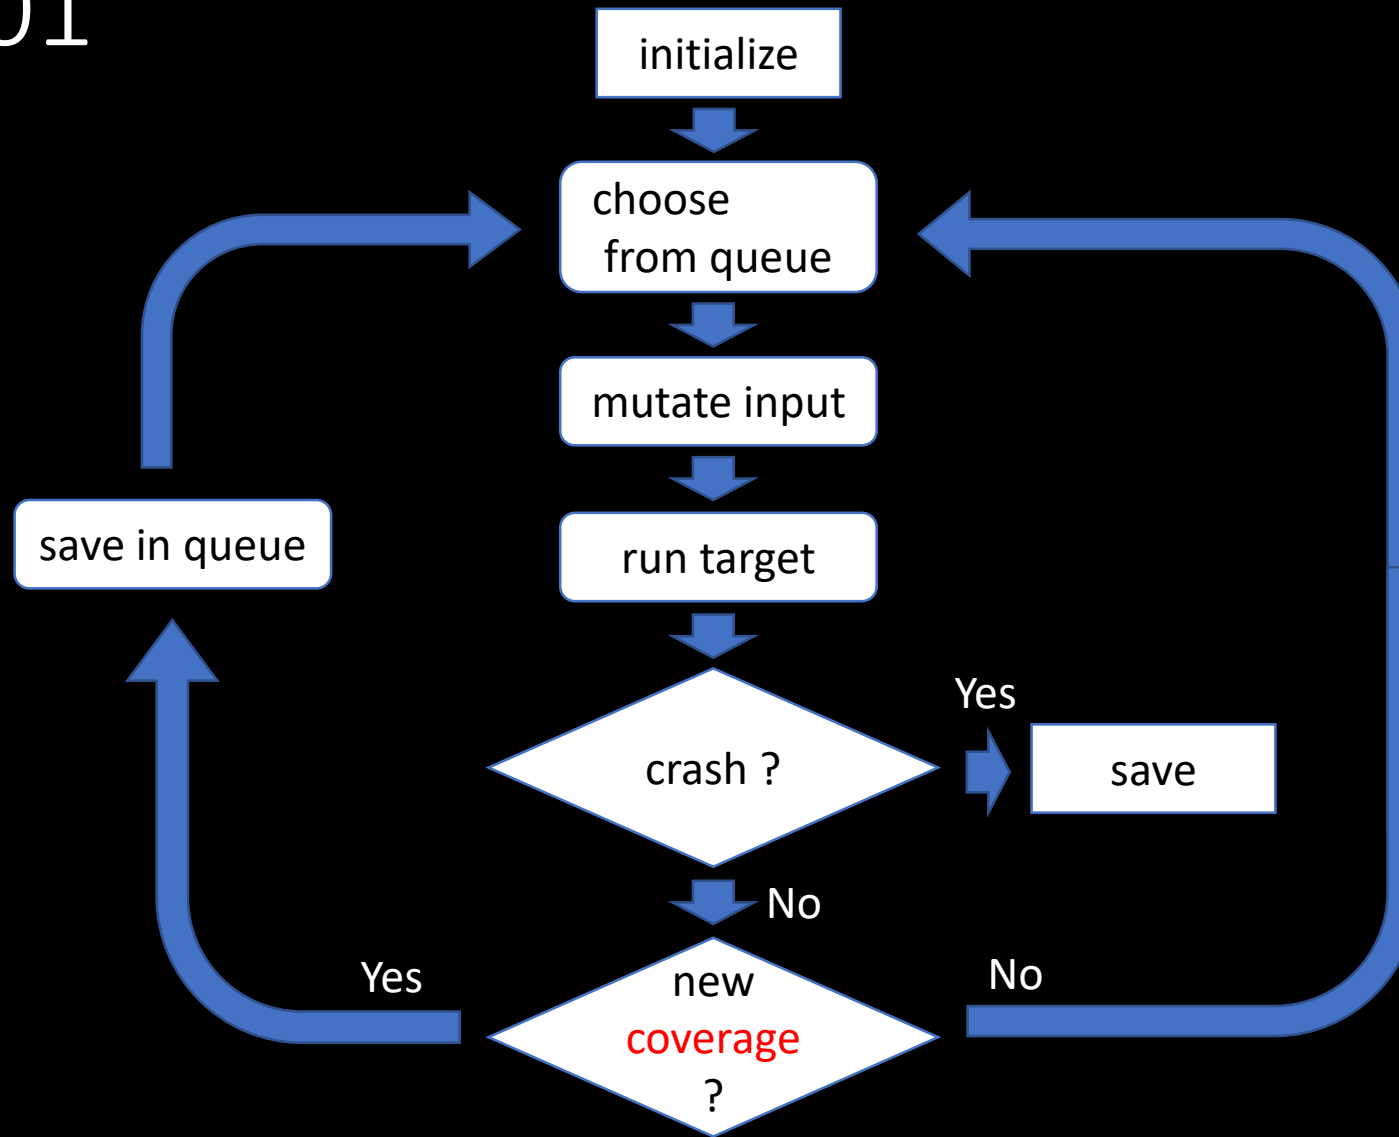 01
initialize
choose
from queue
mutate input
save in queue
run target
Yes
crash ?
save
No
Yes
new
coverage
?
No